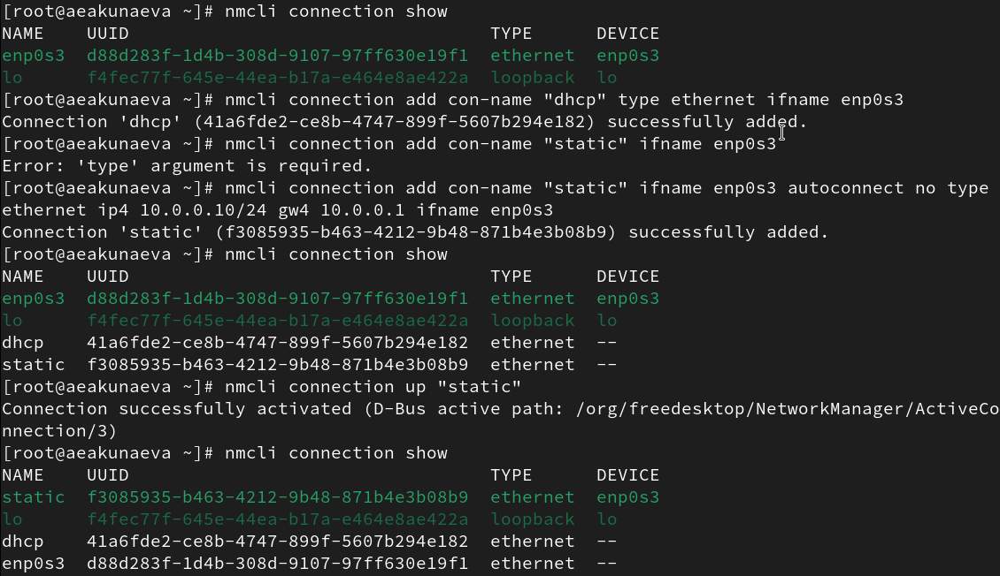 [root@aeakunaeva ~]# nmcli connection show
NAME    UUID                                  TYPE      DEVICE
enp0s3  d88d283f-1d4b-308d-9107-97ff630e19f1  ethernet  enp0s3
lo      f4fec77f-645e-44ea-b17a-e464e8ae422a  loopback  lo
[root@aeakunaeva ~]# nmcli connection add con-name "dhcp" type ethernet ifname enp0s3
Connection 'dhcp' (41a6fde2-ce8b-4747-899f-5607b294e182) successfully added.
[root@aeakunaeva ~]# nmcli connection add con-name "static" ifname enp0s3
Error: 'type' argument is required.
[root@aeakunaeva ~]# nmcli connection add con-name "static" ifname enp0s3 autoconnect no type
ethernet ip4 10.0.0.10/24 gw4 10.0.0.1 ifname enp0s3
Connection 'static' (f3085935-b463-4212-9b48-871b4e3b08b9) successfully added.
[root@aeakunaeva ~]# nmcli connection show
NAME    UUID                                  TYPE      DEVICE
enp0s3  d88d283f-1d4b-308d-9107-97ff630e19f1  ethernet  enp0s3
lo      f4fec77f-645e-44ea-b17a-e464e8ae422a  loopback  lo
dhcp    41a6fde2-ce8b-4747-899f-5607b294e182  ethernet  --
static  f3085935-b463-4212-9b48-871b4e3b08b9  ethernet  --
[root@aeakunaeva ~]# nmcli connection up "static"
Connection successfully activated (D-Bus active path: /org/freedesktop/NetworkManager/ActiveCo
nnection/3)
[root@aeakunaeva ~]# nmcli connection show
NAME    UUID                                  TYPE      DEVICE
static  f3085935-b463-4212-9b48-871b4e3b08b9  ethernet  enp0s3
lo      f4fec77f-645e-44ea-b17a-e464e8ae422a  loopback  lo
dhcp    41a6fde2-ce8b-4747-899f-5607b294e182  ethernet  --
enp0s3  d88d283f-1d4b-308d-9107-97ff630e19f1  ethernet  --